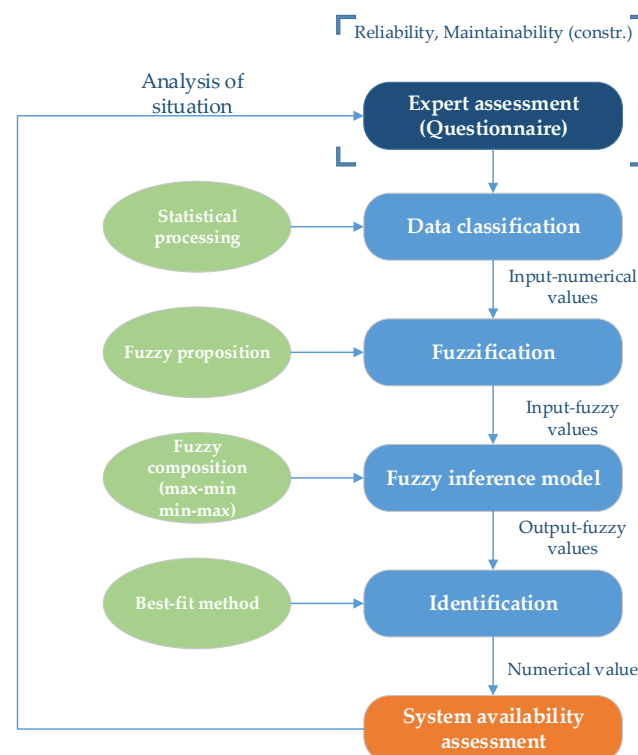 Reliability, Maintainability (constr.)
Analysis of
situation
Expert assessment
(Questionnaire)
Statistical
processing
Data classification
Input-numerical
values
Fuzzy proposition
Fuzzification
Input-fuzzy
values
Fuzzy
composition
(max-min
min-max)
Fuzzy inference model
Output-fuzzy
values
Best-fit method
Identification
Numerical value
System availability
assessment